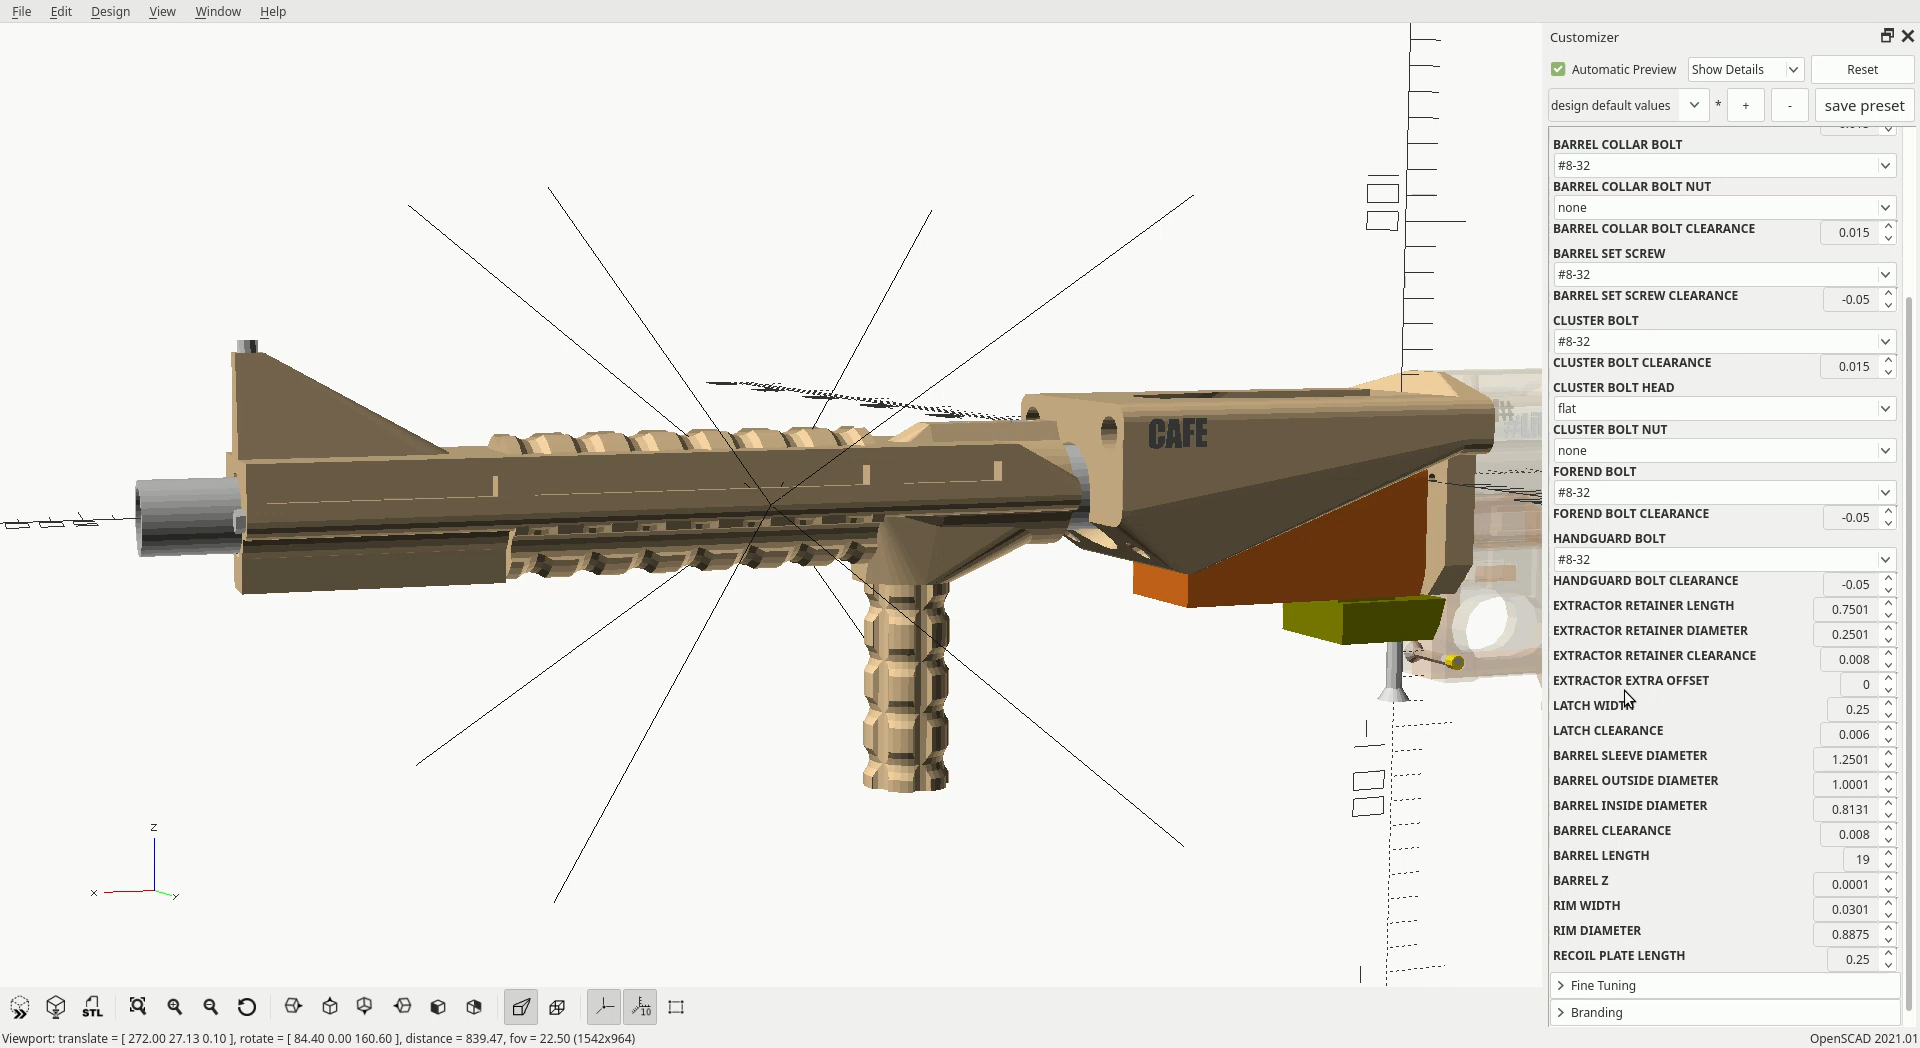 File Edit Design View Window Help
Customizer
Automatic Preview Show Details Reset
design default values * + - save preset
BARREL COLLAR BOLT
#8-32
BARREL COLLAR BOLT NUT
none
BARREL COLLAR BOLT CLEARANCE 0.015
BARREL SET SCREW
#8-32
BARREL SET SCREW CLEARANCE -0.05
CLUSTER BOLT
#8-32
CLUSTER BOLT CLEARANCE 0.015
CLUSTER BOLT HEAD
flat
CLUSTER BOLT NUT
none
FOREND BOLT
#8-32
FOREND BOLT CLEARANCE -0.05
HANDGUARD BOLT
#8-32
HANDGUARD BOLT CLEARANCE -0.05
EXTRACTOR RETAINER LENGTH 0.7501
EXTRACTOR RETAINER DIAMETER 0.2501
EXTRACTOR RETAINER CLEARANCE 0.008
EXTRACTOR EXTRA OFFSET 0
LATCH WIDTH 0.25
LATCH CLEARANCE 0.006
BARREL SLEEVE DIAMETER 1.2501
BARREL OUTSIDE DIAMETER 1.0001
BARREL INSIDE DIAMETER 0.8131
BARREL CLEARANCE 0.008
BARREL LENGTH 19
BARREL Z 0.0001
RIM WIDTH 0.0301
RIM DIAMETER 0.8875
RECOIL PLATE LENGTH 0.25
Fine Tuning
Branding
CAFE
Z
X
Y
STL
10
Viewport: translate = [ 272.00 27.13 0.10 ], rotate = [ 84.40 0.00 160.60 ], distance = 839.47, fov = 22.50 (1542x964)
OpenSCAD 2021.01